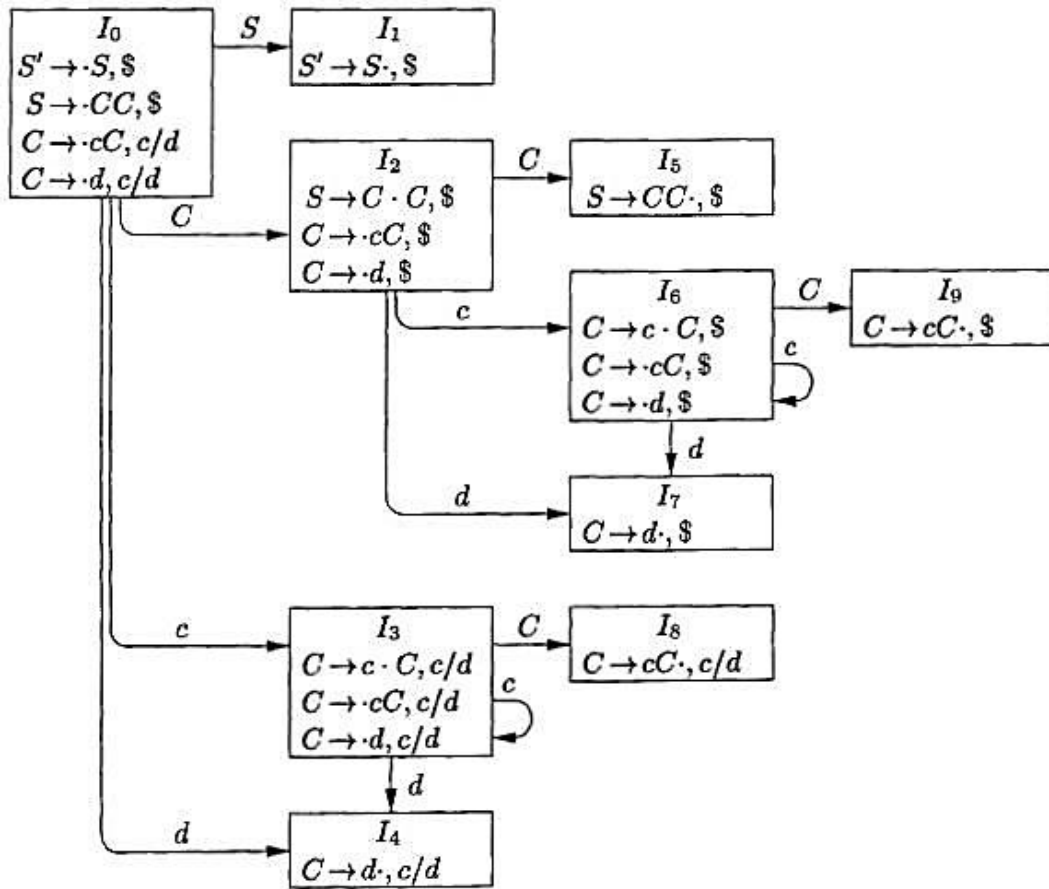 I₀
S' → ·S, $
S → ·CC, $
C → ·cC, c/d
C → ·d, c/d
S
I₁
S' → S·, $
C
I₂
S → C · C, $
C → ·cC, $
C → ·d, $
C
I₅
S → CC·, $
c
I₆
C → c · C, $
C → ·cC, $
C → ·d, $
C
I₉
C → cC·, $
c
d
d
I₇
C → d·, $
c
I₃
C → c · C, c/d
C → ·cC, c/d
C → ·d, c/d
C
I₈
C → cC·, c/d
c
d
d
I₄
C → d·, c/d